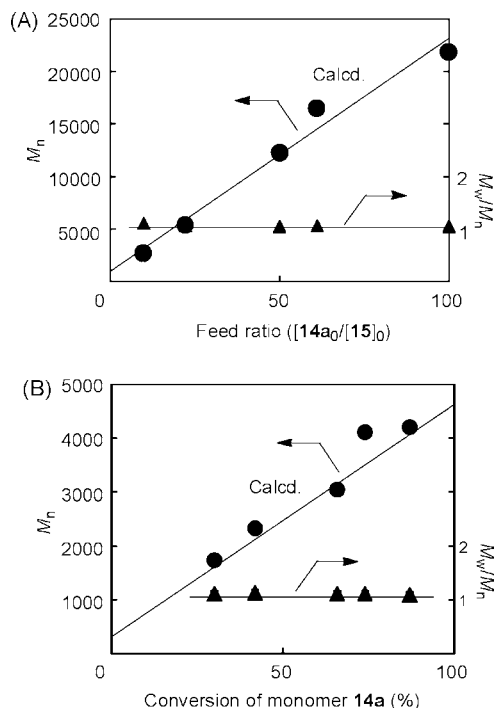 (A)
25000
20000
15000
10000
5000
0
Mn
Calcd.
2
1
Mw/Mn
0
50
100
Feed ratio ([14a0/[15]0)
(B)
5000
4000
3000
2000
1000
Mn
Calcd.
2
1
Mw/Mn
0
50
100
Conversion of monomer 14a (%)